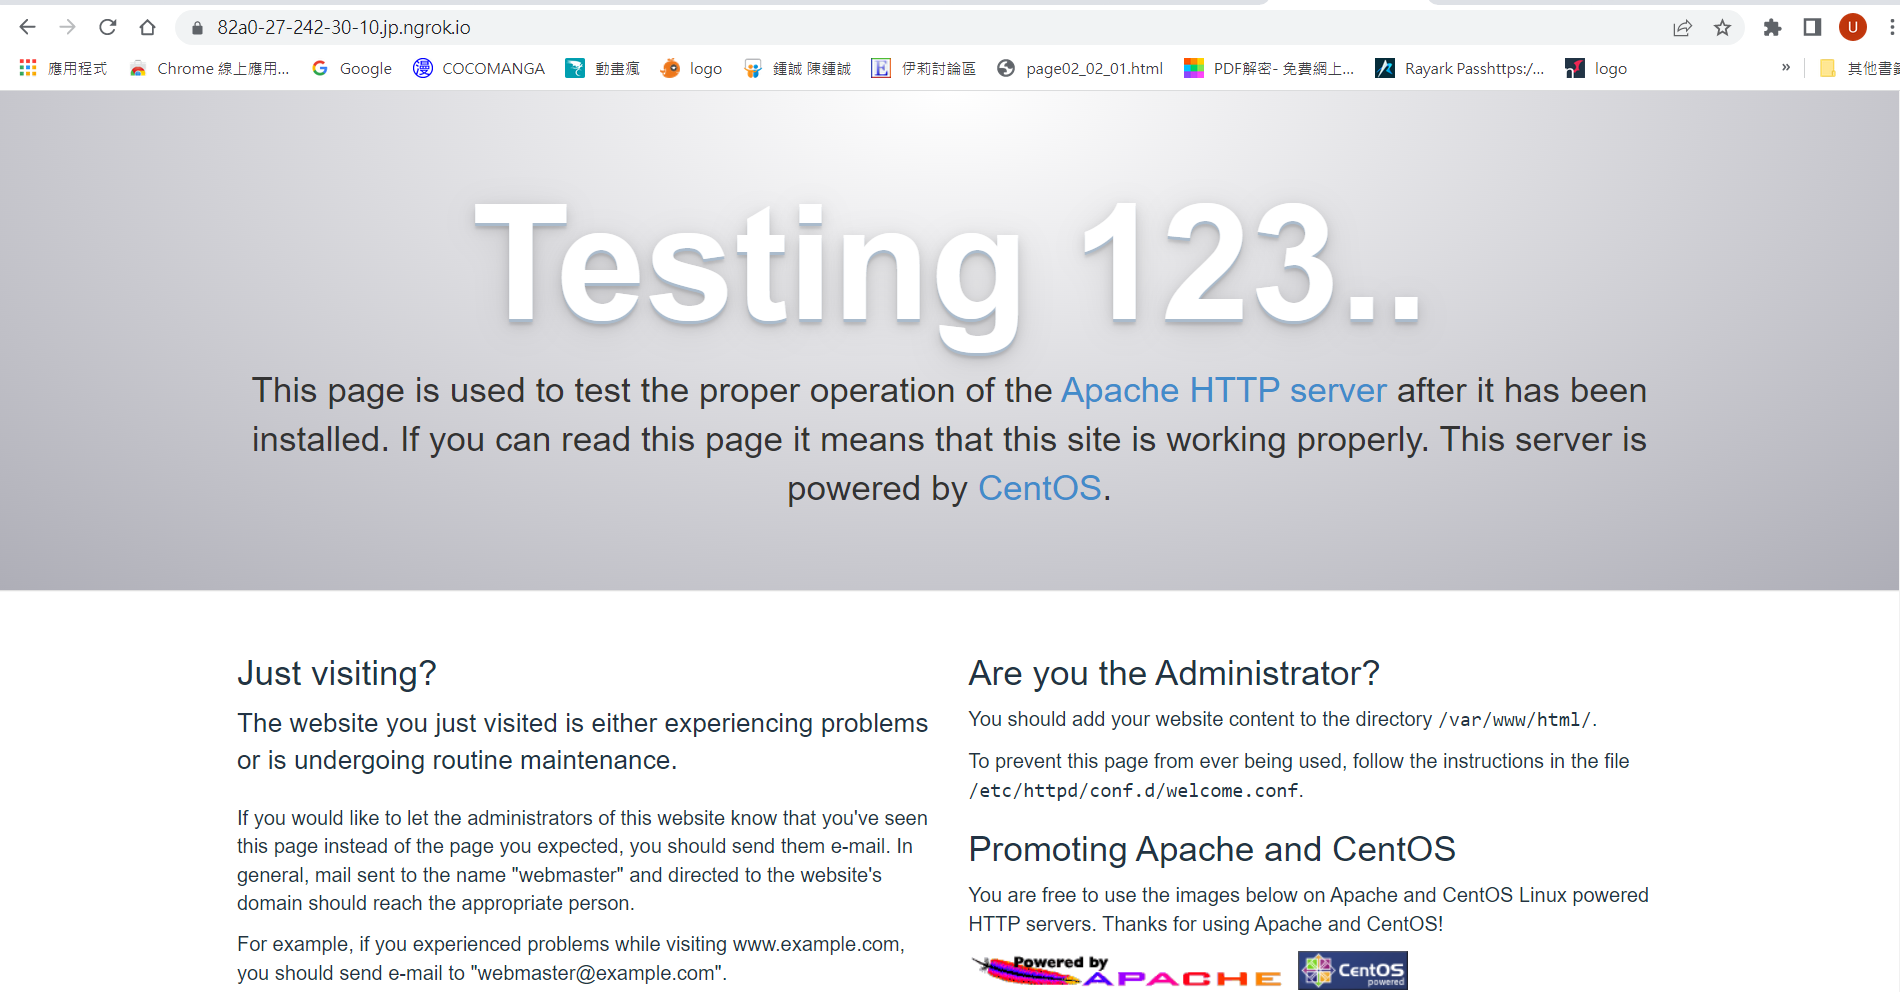 82a0-27-242-30-10.jp.ngrok.io
U
應用程式 Chrome 線上應用... Google COCOMANGA 動畫瘋 logo 鍾誠 陳鍾誠 伊莉討論區 page02_02_01.html PDF解密- 免費網上... Rayark Passhttps:/... logo » 其他書籤
Testing 123..
This page is used to test the proper operation of the Apache HTTP server after it has been
installed. If you can read this page it means that this site is working properly. This server is
powered by CentOS.
Just visiting?
The website you just visited is either experiencing problems
or is undergoing routine maintenance.
If you would like to let the administrators of this website know that you've seen
this page instead of the page you expected, you should send them e-mail. In
general, mail sent to the name "webmaster" and directed to the website's
domain should reach the appropriate person.
For example, if you experienced problems while visiting www.example.com,
you should send e-mail to "webmaster@example.com".
Are you the Administrator?
You should add your website content to the directory /var/www/html/.
To prevent this page from ever being used, follow the instructions in the file
/etc/httpd/conf.d/welcome.conf.
Promoting Apache and CentOS
You are free to use the images below on Apache and CentOS Linux powered
HTTP servers. Thanks for using Apache and CentOS!
Powered by
APACHE
CentOS
powered